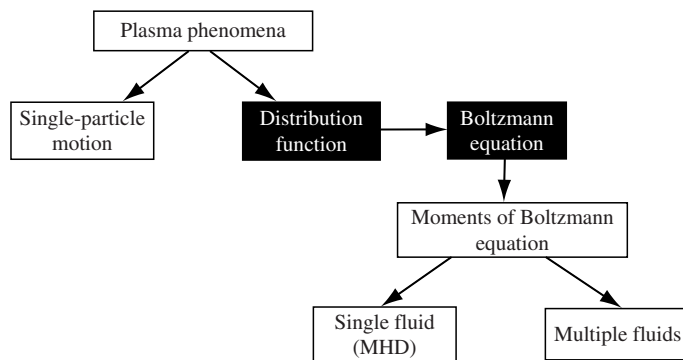 Plasma phenomena
Single-particle
motion
Distribution
function
Boltzmann
equation
Moments of Boltzmann
equation
Single fluid
(MHD)
Multiple fluids